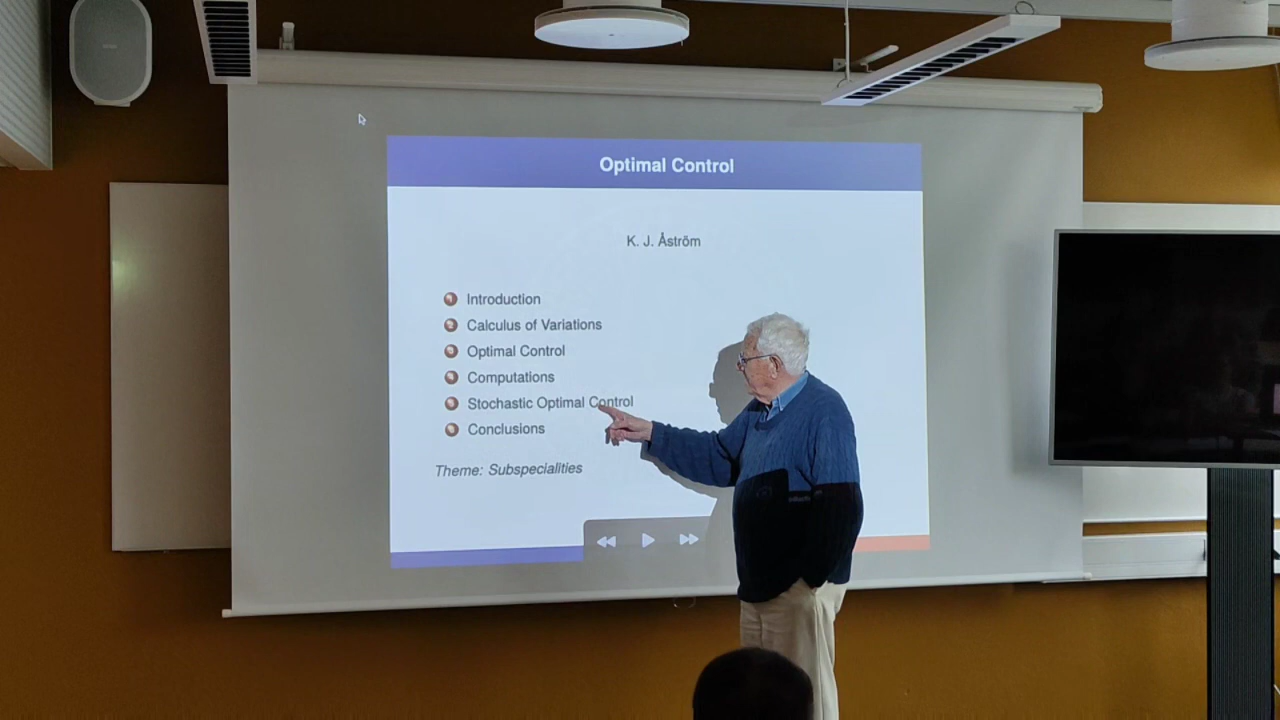 Optimal Control
K. J. Åström
Introduction
Calculus of Variations
Optimal Control
Computations
Stochastic Optimal Control
Conclusions
Theme: Subspecialities